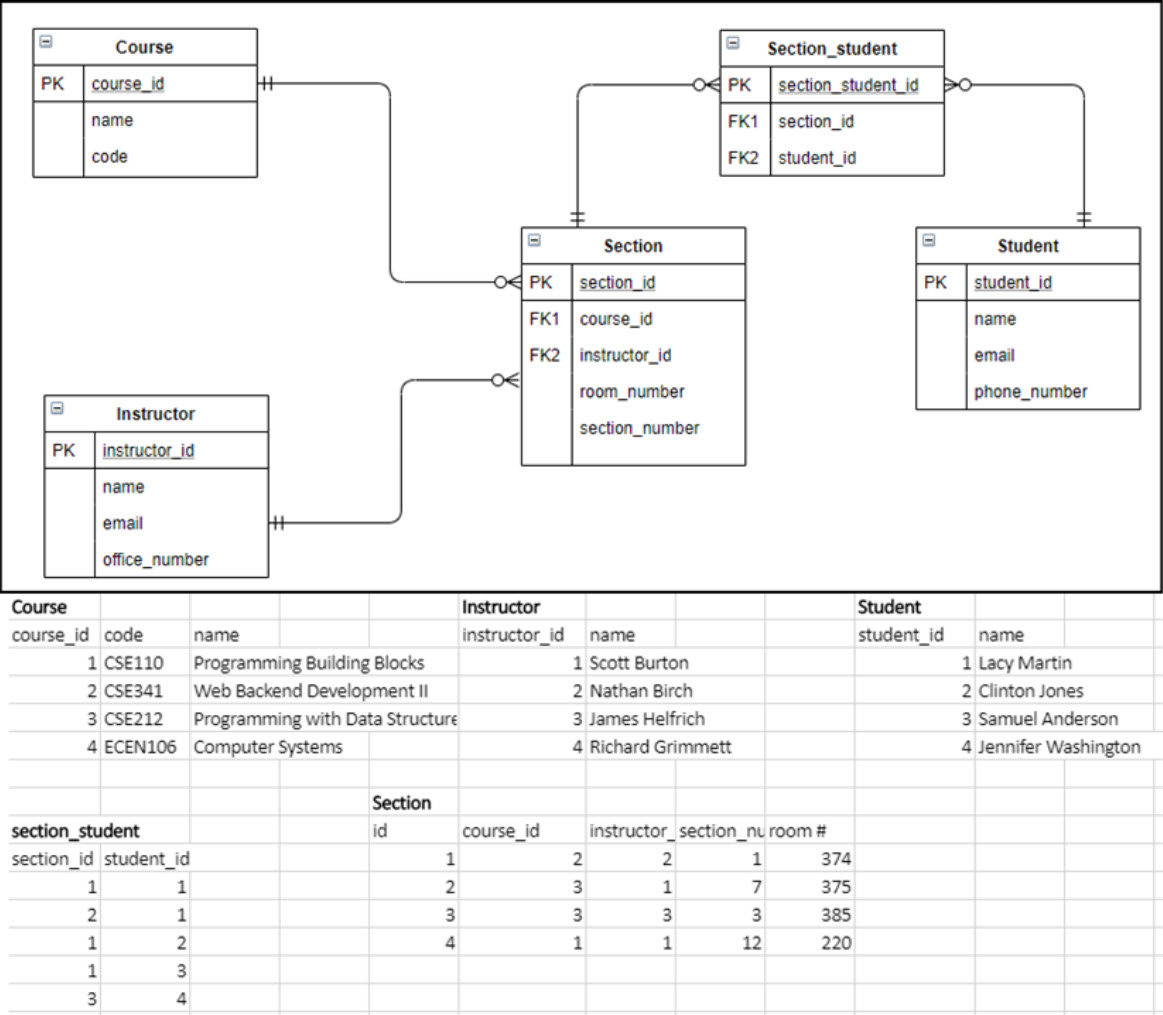 Course
PK course_id
name
code
Section_student
PK section_student_id
FK1 section_id
FK2 student_id
Section
PK section_id
FK1 course_id
FK2 instructor_id
room_number
section_number
Student
PK student_id
name
email
phone_number
Instructor
PK instructor_id
name
email
office_number
Course Instructor Student
course_id code name instructor_id name student_id name
1 CSE110 Programming Building Blocks 1 Scott Burton 1 Lacy Martin
2 CSE341 Web Backend Development II 2 Nathan Birch 2 Clinton Jones
3 CSE212 Programming with Data Structure 3 James Helfrich 3 Samuel Anderson
4 ECEN106 Computer Systems 4 Richard Grimmett 4 Jennifer Washington
Section
section_student id course_id instructor_ section_nu room #
section_id student_id 1 2 2 1 374
1 1 2 3 1 7 375
2 1 3 3 3 3 385
1 2 4 1 1 12 220
1 3
3 4